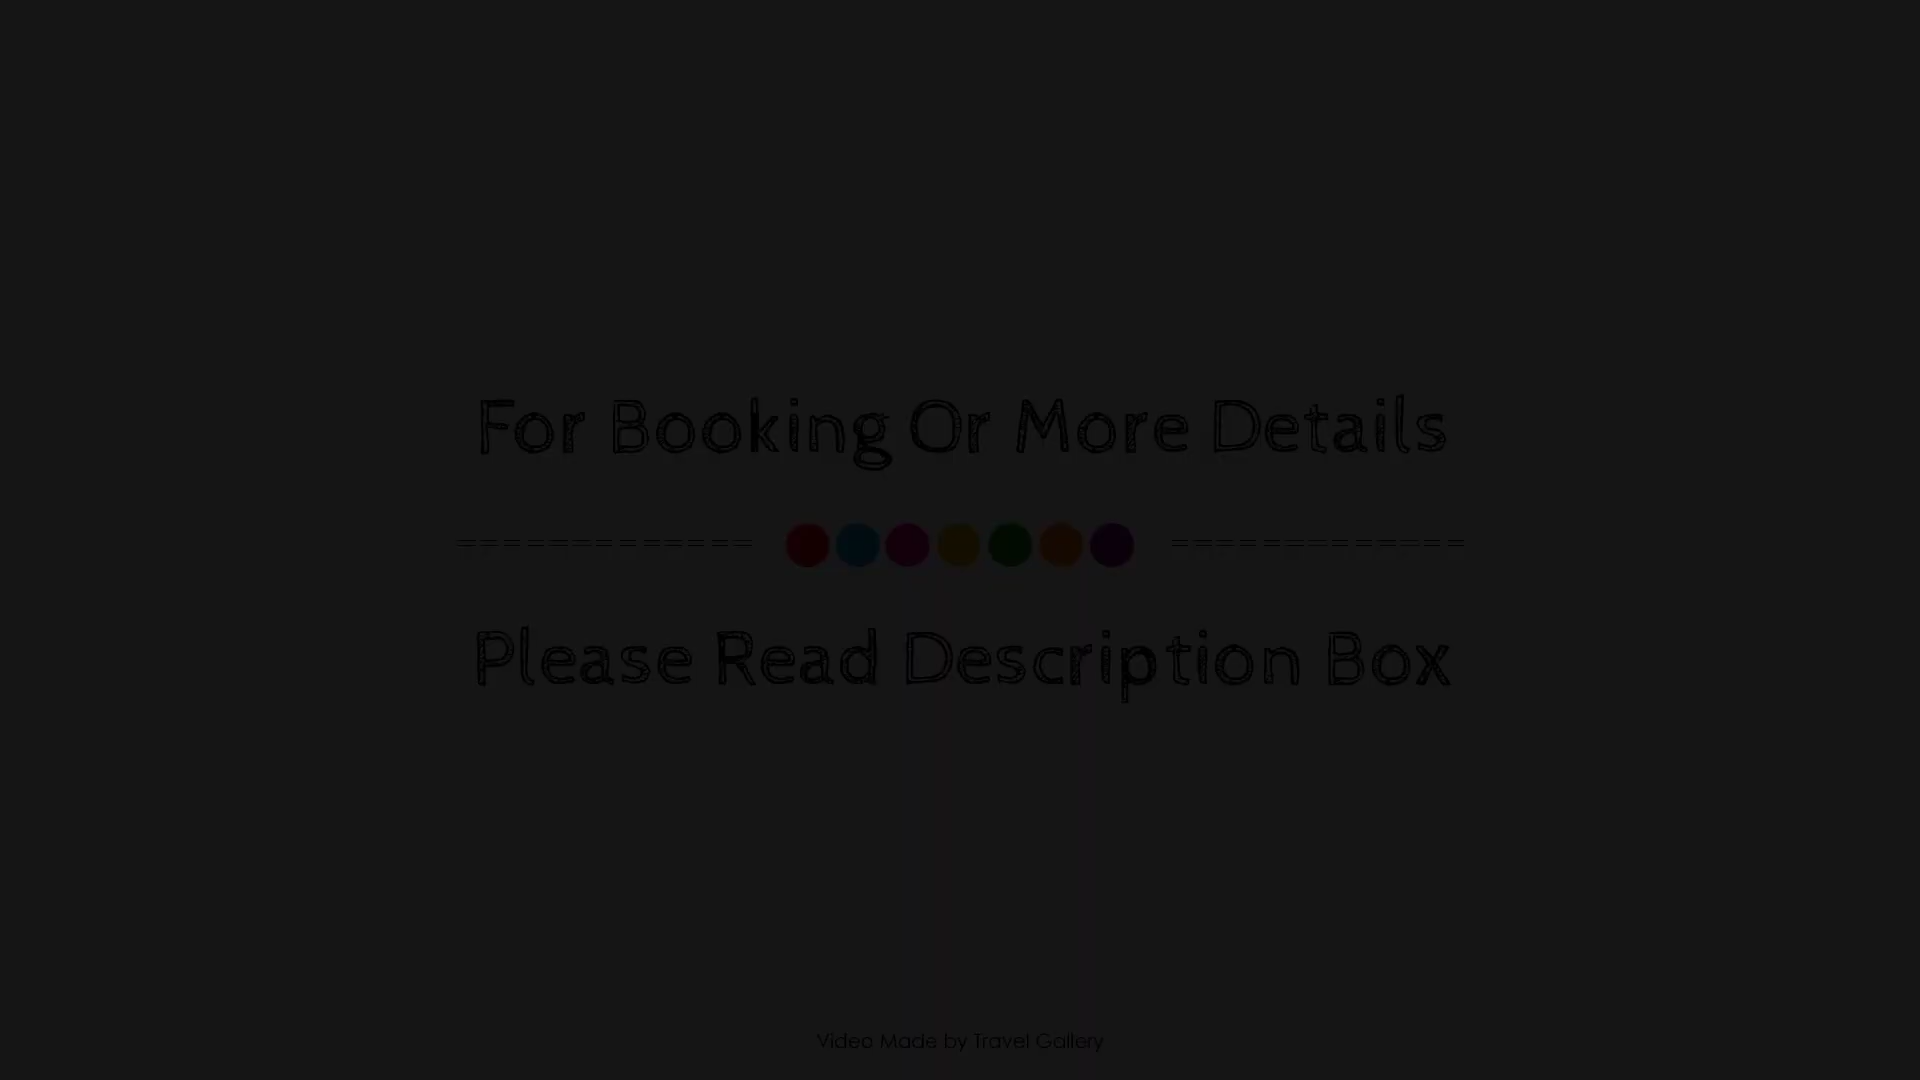 For Booking Or More Details
============= =============
Please Read Description Box
Video Made by Travel Gallery